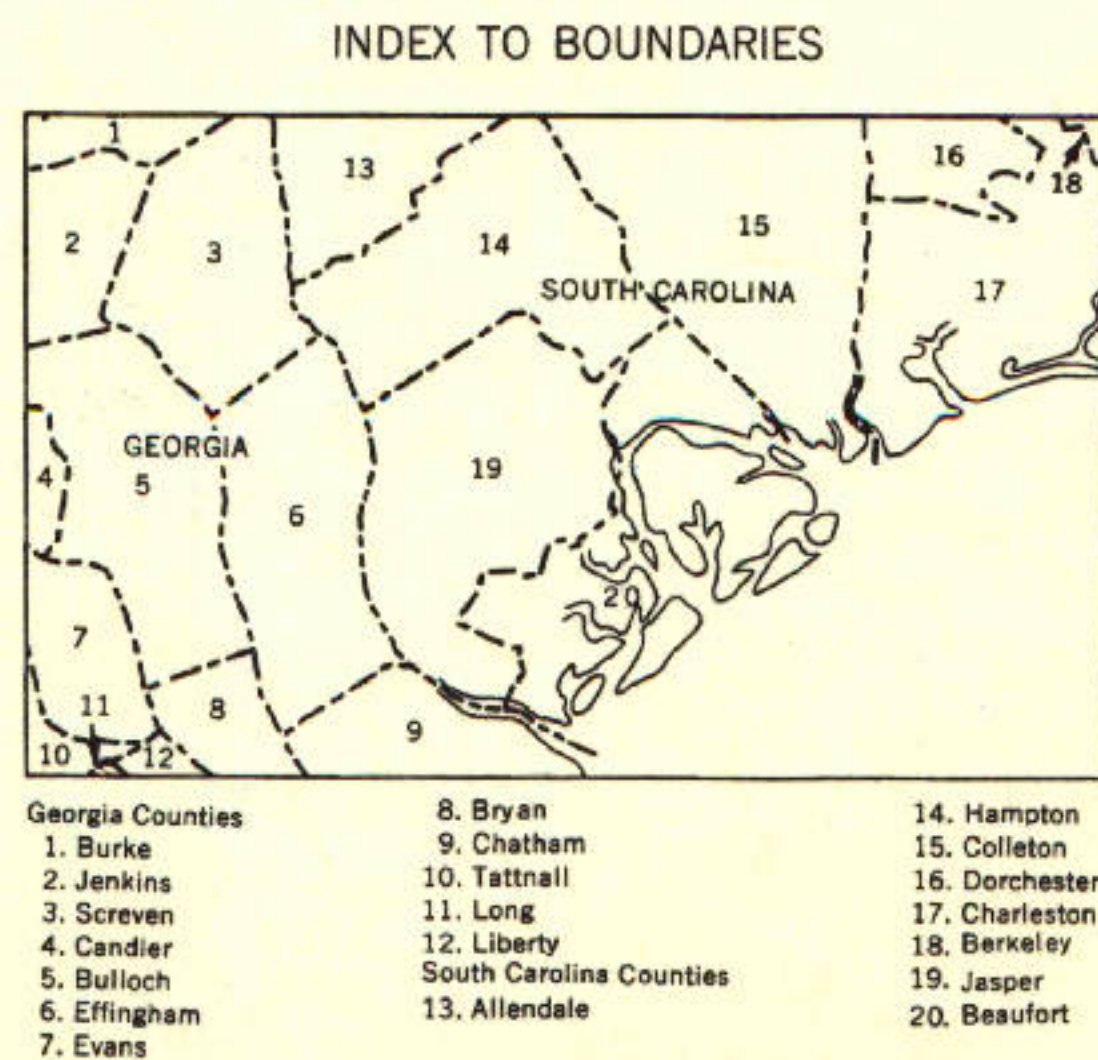 INDEX TO BOUNDARIES
1
13
16
18
2
3
14
15
SOUTH CAROLINA
17
GEORGIA
4
5
19
6
20
7
11
8
9
10
12
Georgia Counties
1. Burke
2. Jenkins
3. Screven
4. Candler
5. Bulloch
6. Effingham
7. Evans
8. Bryan
9. Chatham
10. Tattnall
11. Long
12. Liberty
South Carolina Counties
13. Allendale
14. Hampton
15. Colleton
16. Dorchester
17. Charleston
18. Berkeley
19. Jasper
20. Beaufort